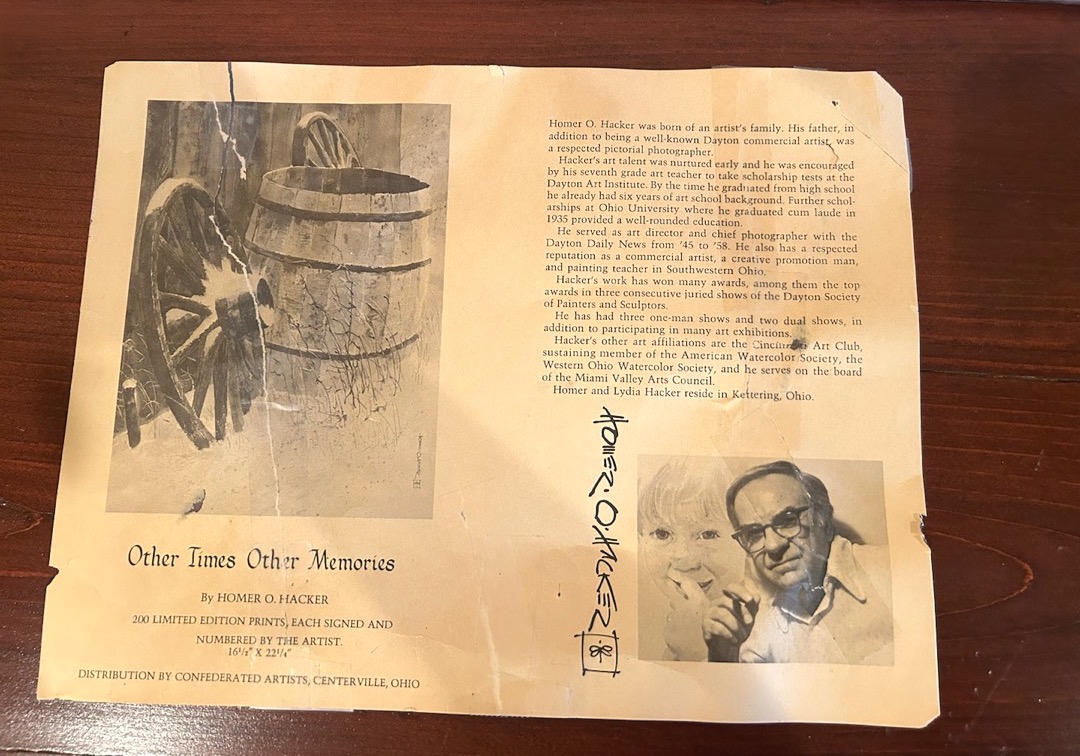 Other Times Other Memories
By HOMER O. HACKER
200 LIMITED EDITION PRINTS, EACH SIGNED AND
NUMBERED BY THE ARTIST.
16½" X 22¼"
DISTRIBUTION BY CONFEDERATED ARTISTS, CENTERVILLE, OHIO
Homer O. Hacker was born of an artist's family. His father, in
addition to being a well-known Dayton commercial artist, was
a respected pictorial photographer.
Hacker's art talent was nurtured early and he was encouraged
by his seventh grade art teacher to take scholarship tests at the
Dayton Art Institute. By the time he graduated from high school
he already had six years of art school background. Further schol-
arships at Ohio University where he graduated cum laude in
1935 provided a well-rounded education.
He served as art director and chief photographer with the
Dayton Daily News from '45 to '58. He also has a respected
reputation as a commercial artist, a creative promotion man,
and painting teacher in Southwestern Ohio.
Hacker's work has won many awards, among them the top
awards in three consecutive juried shows of the Dayton Society
of Painters and Sculptors.
He has had three one-man shows and two dual shows, in
addition to participating in many art exhibitions.
Hacker's other art affiliations are the Cincinnati Art Club,
sustaining member of the American Watercolor Society, the
Western Ohio Watercolor Society, and he serves on the board
of the Miami Valley Arts Council.
Homer and Lydia Hacker reside in Kettering, Ohio.
HOMER·O·HACKER